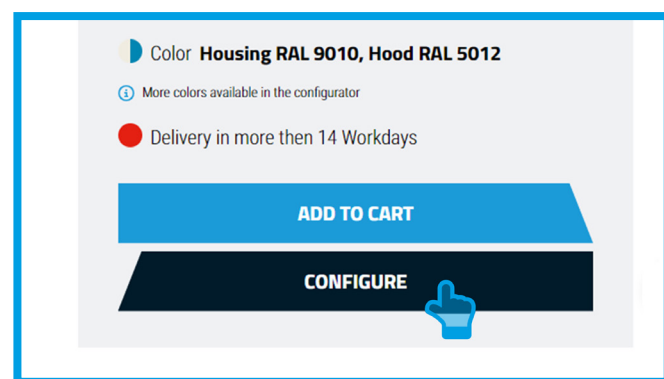 Color Housing RAL 9010, Hood RAL 5012
More colors available in the configurator
Delivery in more then 14 Workdays
ADD TO CART
CONFIGURE